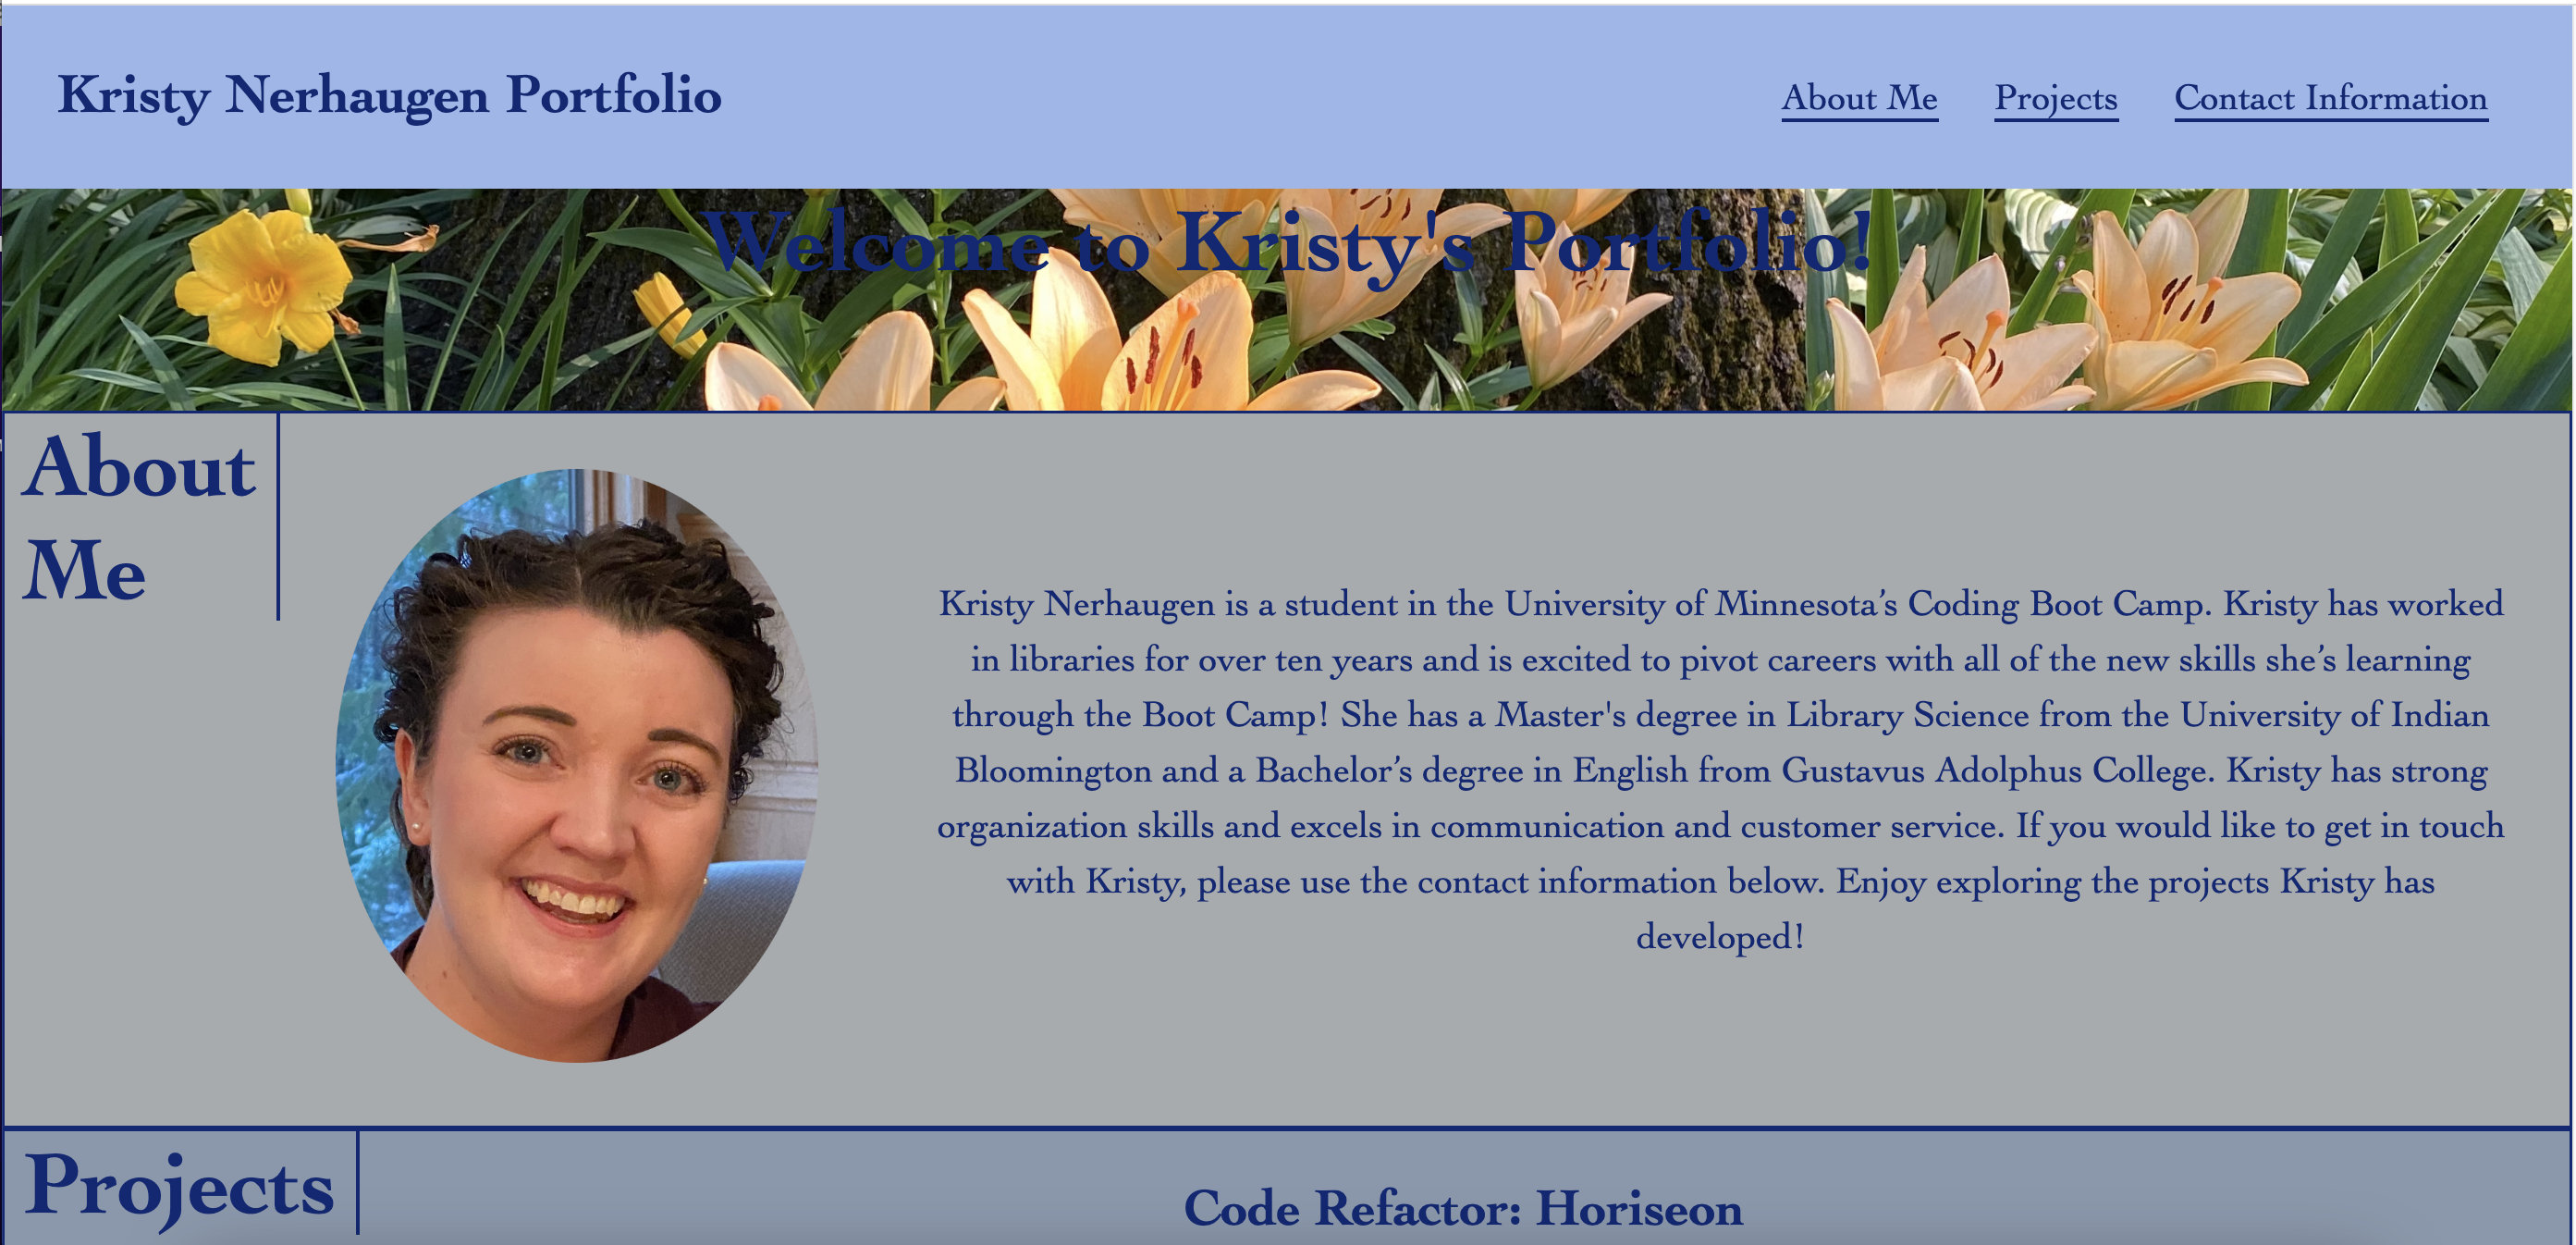 Kristy Nerhaugen Portfolio
About Me Projects Contact Information
Welcome to Kristy's Portfolio!
About
Me
Kristy Nerhaugen is a student in the University of Minnesota’s Coding Boot Camp. Kristy has worked
in libraries for over ten years and is excited to pivot careers with all of the new skills she’s learning
through the Boot Camp! She has a Master's degree in Library Science from the University of Indian
Bloomington and a Bachelor’s degree in English from Gustavus Adolphus College. Kristy has strong
organization skills and excels in communication and customer service. If you would like to get in touch
with Kristy, please use the contact information below. Enjoy exploring the projects Kristy has
developed!
Projects
Code Refactor: Horiseon